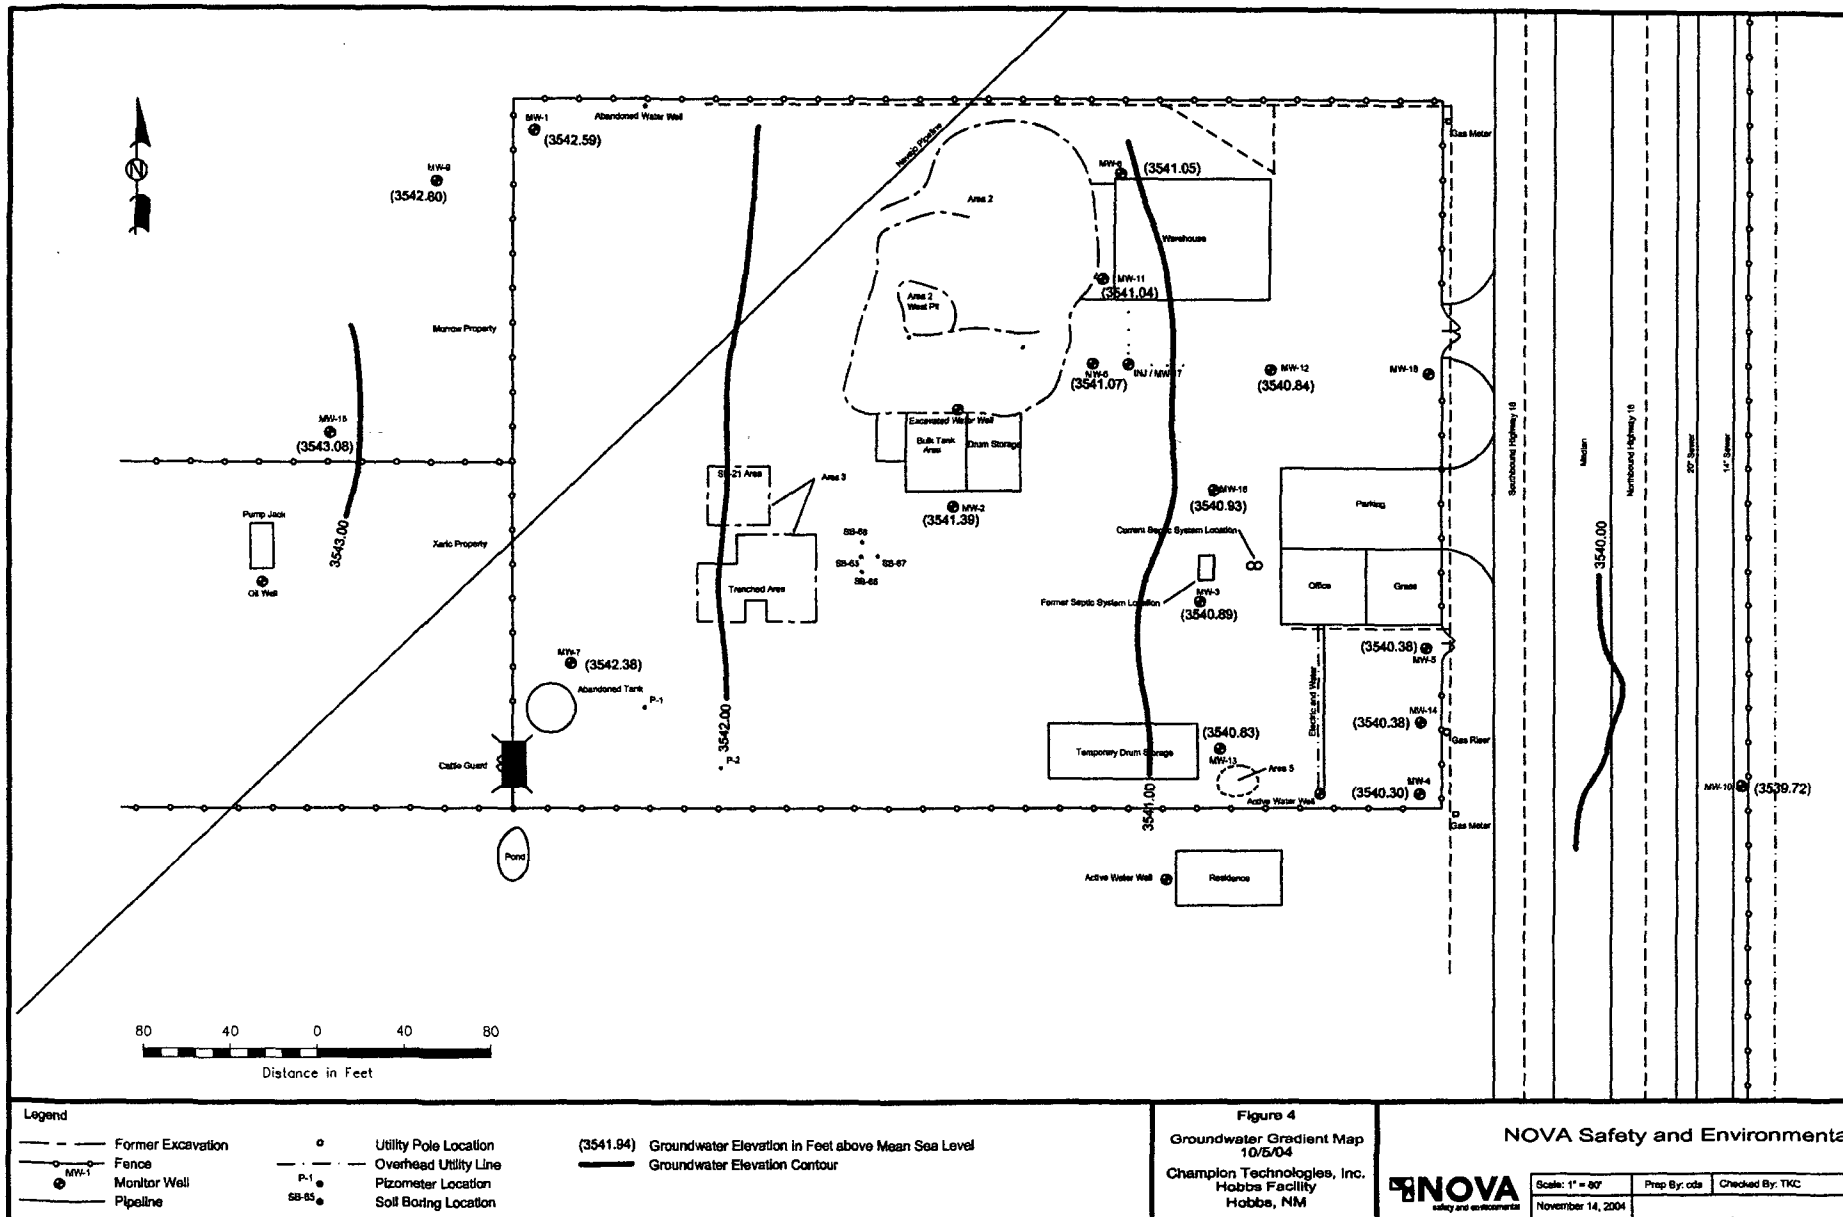 Abandoned Water Well
MW-1
(3542.59)
Gas Meter
Navajo Pipeline
MW-9
(3542.80)
(3541.05)
Area 2
Warehouse
MW-11
(3541.04)
Area 2
West Pit
Morrow Property
MW-6
(3541.07)
INJ / MW-17
MW-12
(3540.84)
MW-18
MW-15
(3543.08)
Excavated Water Well
Bulk Tank
Area
Drum Storage
Southbound Highway 18
Median
Northbound Highway 18
20" Sewer
14" Sewer
SB-21 Area
Area 3
MW-2
(3541.39)
MW-16
(3540.93)
Parking
Pump Jack
3543.00
Oil Well
Xeric Property
SB-67
SB-63
Current Septic System Location
3540.00
Trenched Area
Office
Grass
Former Septic System Location
MW-3
(3540.89)
MW-7
(3542.38)
(3540.38)
MW-5
Abandoned Tank
P-1
Electric and Water
3542.00
(3540.38)
MW-14
Gas Riser
(3540.83)
MW-13
Temporary Drum Storage
Cattle Guard
P-2
Area 5
3541.00
Active Water Well
(3540.30)
MW-4
MW-10
(3539.72)
Gas Meter
Pond
Active Water Well
Residence
80 40 0 40 80
Distance in Feet
Legend
Former Excavation
Fence
MW-1
Monitor Well
Pipeline
Utility Pole Location
Overhead Utility Line
P-1
Pizometer Location
Soil Boring Location
(3541.94) Groundwater Elevation in Feet above Mean Sea Level
Groundwater Elevation Contour
Figure 4
Groundwater Gradient Map
10/5/04
Champion Technologies, Inc.
Hobbs Facility
Hobbs, NM
NOVA Safety and Environmenta
NOVA
safety and environmental
Scale: 1" = 80'
Prep By: cds
Checked By: TKC
November 14, 2004